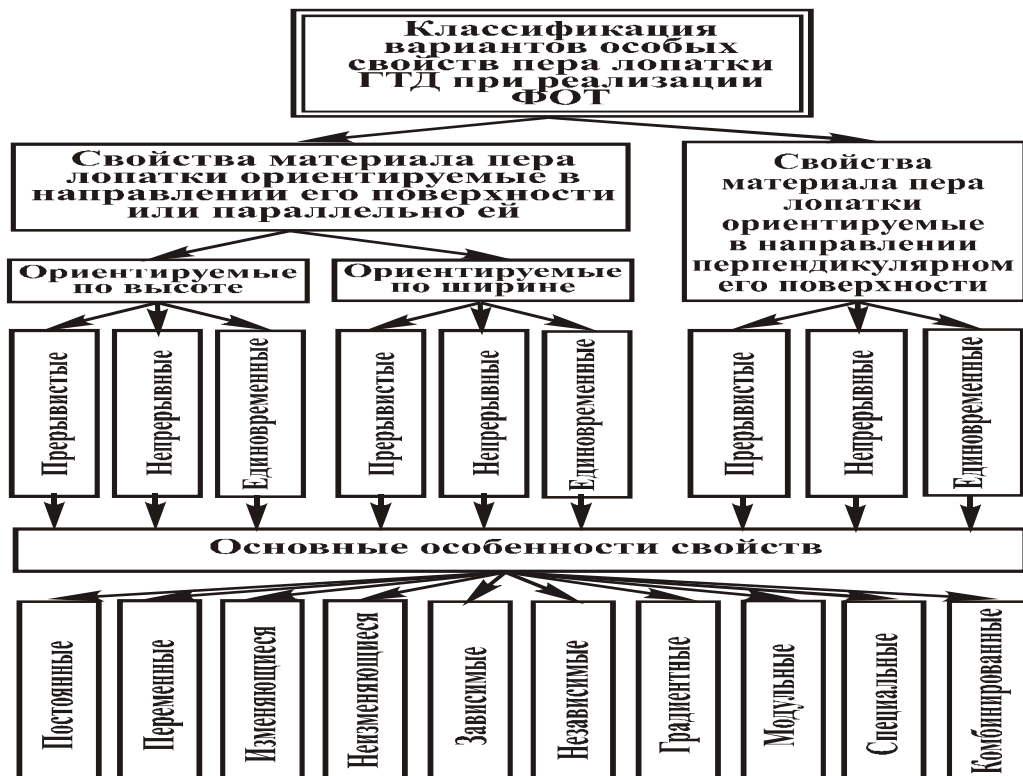 Классификация
вариантов особых
свойств пера лопатки
ГТД при реализации
ФОТ
Свойства материала пера
лопатки ориентируемые в
направлении его поверхности
или параллельно ей
Свойства
материала пера
лопатки
ориентируемые
в направлении
перпендикулярном
его поверхности
Ориентируемые
по высоте
Ориентируемые
по ширине
Прерывистые
Непрерывные
Единовременные
Прерывистые
Непрерывные
Единовременные
Прерывистые
Непрерывные
Единовременные
Основные особенности свойств
Постоянные
Переменные
Изменяющиеся
Неизменяющиеся
Зависимые
Независимые
Градиентные
Модульные
Специальные
Комбинированные